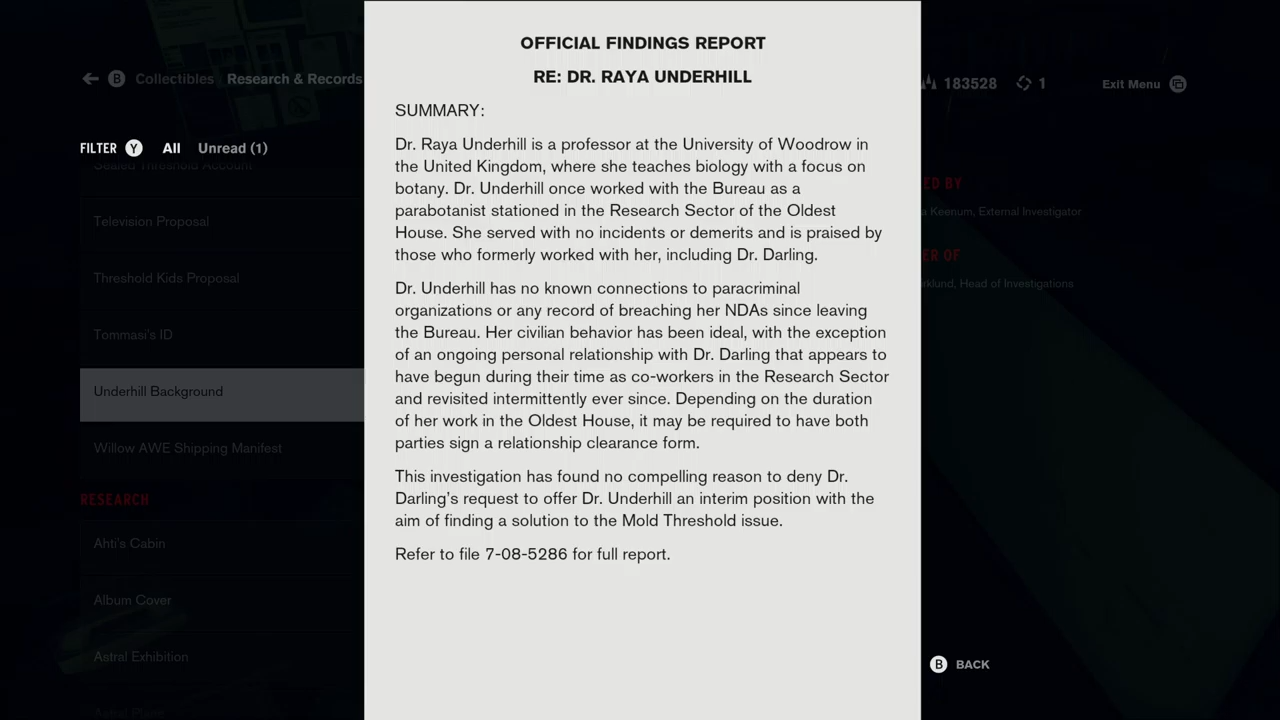 OFFICIAL FINDINGS REPORT
RE: DR. RAYA UNDERHILL
SUMMARY:
Dr. Raya Underhill is a professor at the University of Woodrow in
the United Kingdom, where she teaches biology with a focus on
botany. Dr. Underhill once worked with the Bureau as a
parabotanist stationed in the Research Sector of the Oldest
House. She served with no incidents or demerits and is praised by
those who formerly worked with her, including Dr. Darling.
Dr. Underhill has no known connections to paracriminal
organizations or any record of breaching her NDAs since leaving
the Bureau. Her civilian behavior has been ideal, with the exception
of an ongoing personal relationship with Dr. Darling that appears to
have begun during their time as co-workers in the Research Sector
and revisited intermittently ever since. Depending on the duration
of her work in the Oldest House, it may be required to have both
parties sign a relationship clearance form.
This investigation has found no compelling reason to deny Dr.
Darling's request to offer Dr. Underhill an interim position with the
aim of finding a solution to the Mold Threshold issue.
Refer to file 7-08-5286 for full report.
B Collectibles Research & Records
FILTER Y All Unread (1)
Sealed Threshold Account
Television Proposal
Threshold Kids Proposal
Tommasi's ID
Underhill Background
Willow AWE Shipping Manifest
RESEARCH
Ahti's Cabin
Album Cover
Astral Exhibition
183528 1 Exit Menu
ED BY
Keenum, External Investigator
ER OF
rklund, Head of Investigations
B BACK